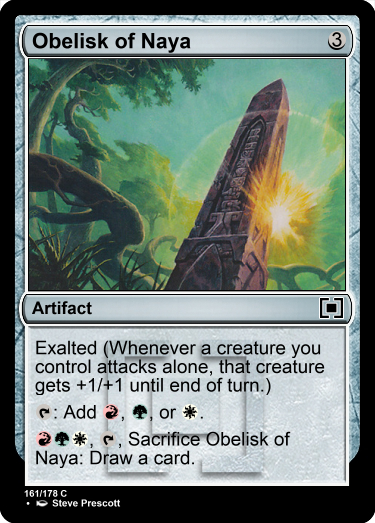 Obelisk of Naya 3
Artifact
Exalted (Whenever a creature you
control attacks alone, that creature
gets +1/+1 until end of turn.)
: Add , , or .
, , Sacrifice Obelisk of
Naya: Draw a card.
161/178 C
• Steve Prescott